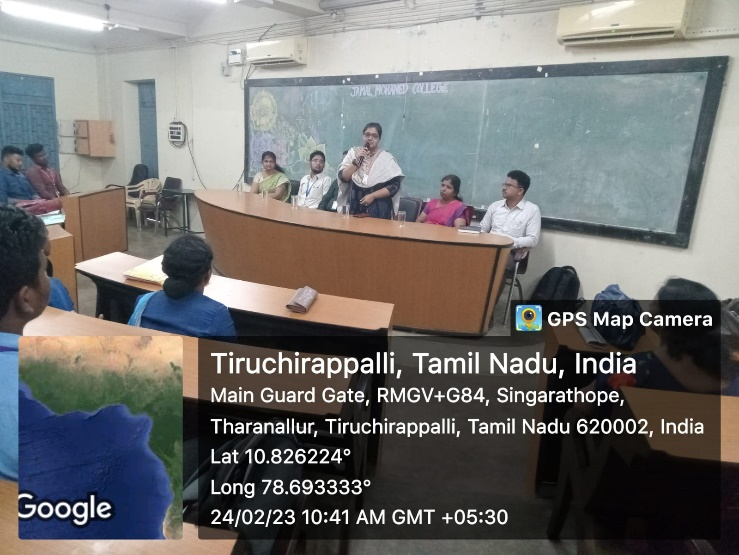 JAMAL MOHAMED COLLEGE
GPS Map Camera
Tiruchirappalli, Tamil Nadu, India
Main Guard Gate, RMGV+G84, Singarathope,
Tharanallur, Tiruchirappalli, Tamil Nadu 620002, India
Lat 10.826224°
Long 78.693333°
24/02/23 10:41 AM GMT +05:30
Google